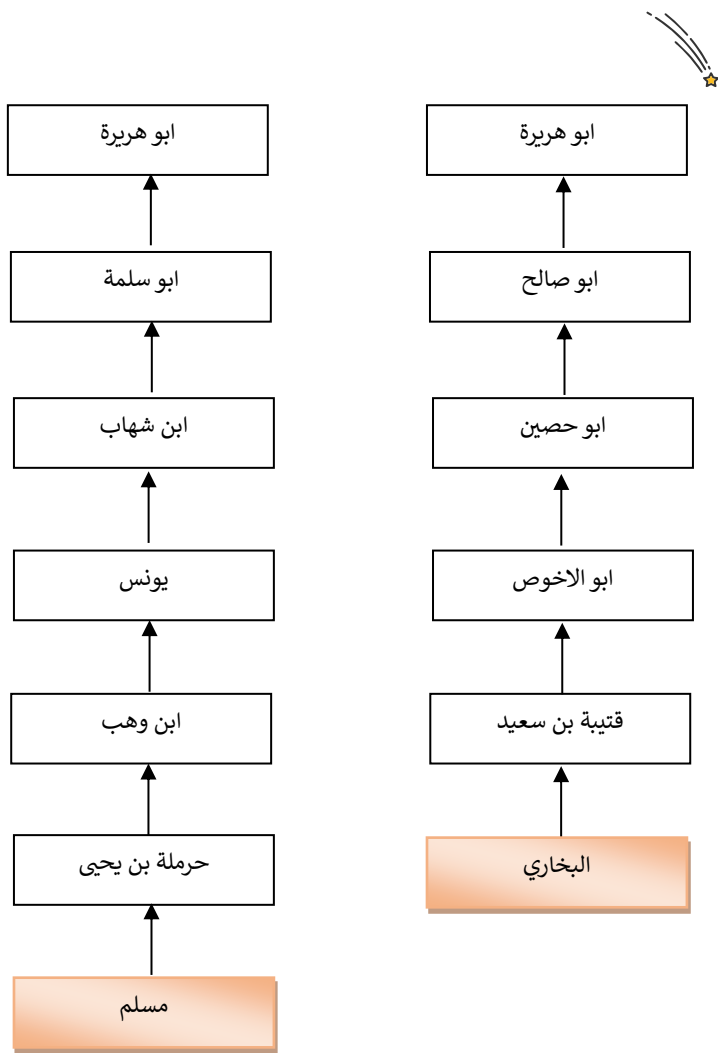 ابو هريرة
ابو صالح
ابو حصين
ابو الاخوص
قتيبة بن سعيد
البخاري
ابو هريرة
ابو سلمة
ابن شهاب
يونس
ابن وهب
حرملة بن يحيى
مسلم